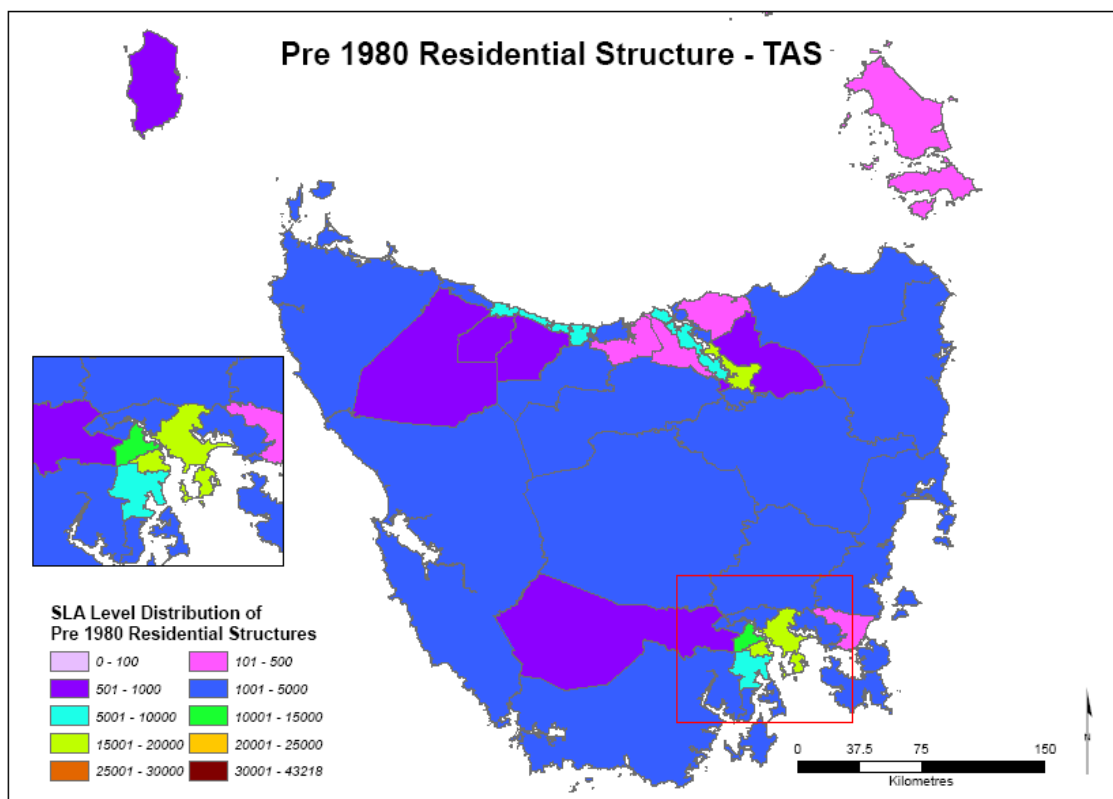 Pre 1980 Residential Structure - TAS
SLA Level Distribution of
Pre 1980 Residential Structures
0 - 100 101 - 500
501 - 1000 1001 - 5000
5001 - 10000 10001 - 15000
15001 - 20000 20001 - 25000
25001 - 30000 30001 - 43218
N
0 37.5 75 150
Kilometres